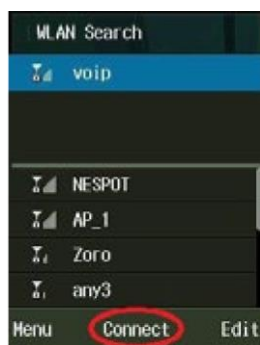 WLAN Search
voip
NESPOT
AP_1
Zoro
any3
Menu Connect Edit